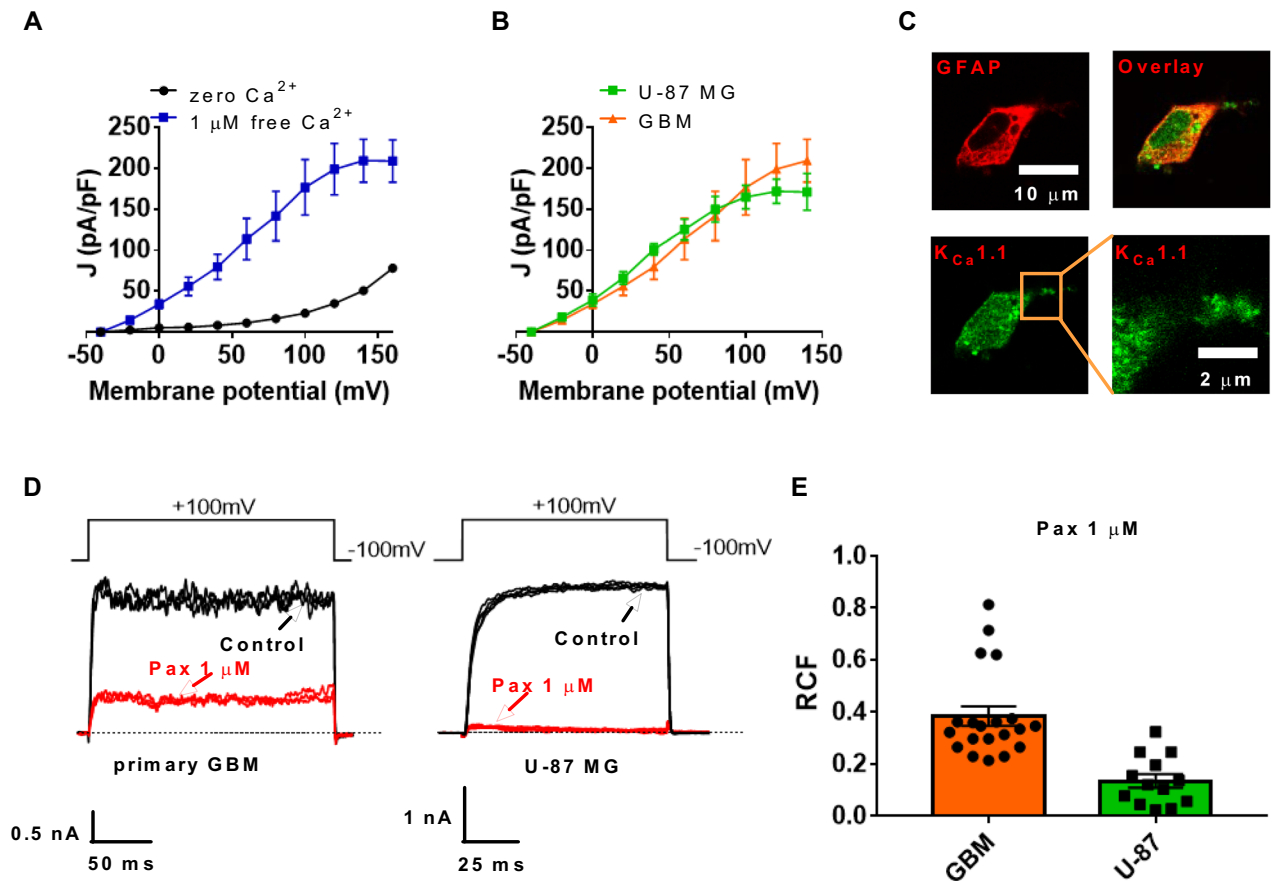 A
zero Ca²⁺
1 μM free Ca²⁺
250
200
150
100
50
-50
0
50
100
150
J (pA/pF)
Membrane potential (mV)
B
U-87 MG
GBM
250
200
150
100
50
-50
0
50
100
150
J (pA/pF)
Membrane potential (mV)
C
GFAP
Overlay
10 μm
K_Ca1.1
K_Ca1.1
2 μm
D
+100mV
-100mV
Control
Pax 1 μM
primary GBM
0.5 nA
50 ms
+100mV
-100mV
Control
Pax 1 μM
U-87 MG
1 nA
25 ms
E
Pax 1 μM
1.0
0.8
0.6
0.4
0.2
0.0
RCF
GBM
U-87